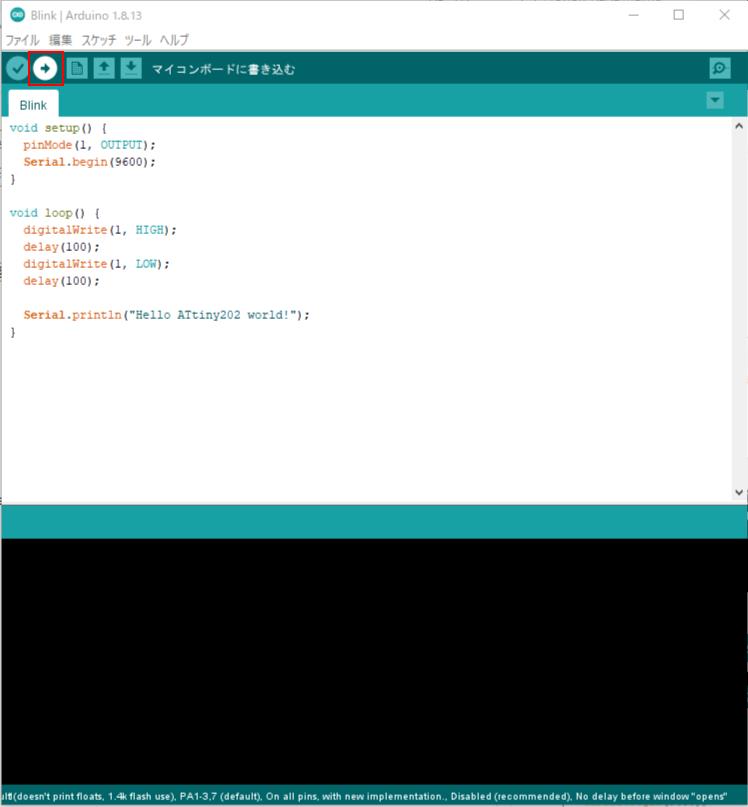 Blink | Arduino 1.8.13
ファイル 編集 スケッチ ツール ヘルプ
マイコンボードに書き込む
Blink
void setup() {
  pinMode(1, OUTPUT);
  Serial.begin(9600);
}

void loop() {
  digitalWrite(1, HIGH);
  delay(100);
  digitalWrite(1, LOW);
  delay(100);

  Serial.println("Hello ATtiny202 world!");
}
(doesn't print floats, 1.4k flash use), PA1-3,7 (default), On all pins, with new implementation., Disabled (recommended), No delay before window "opens"